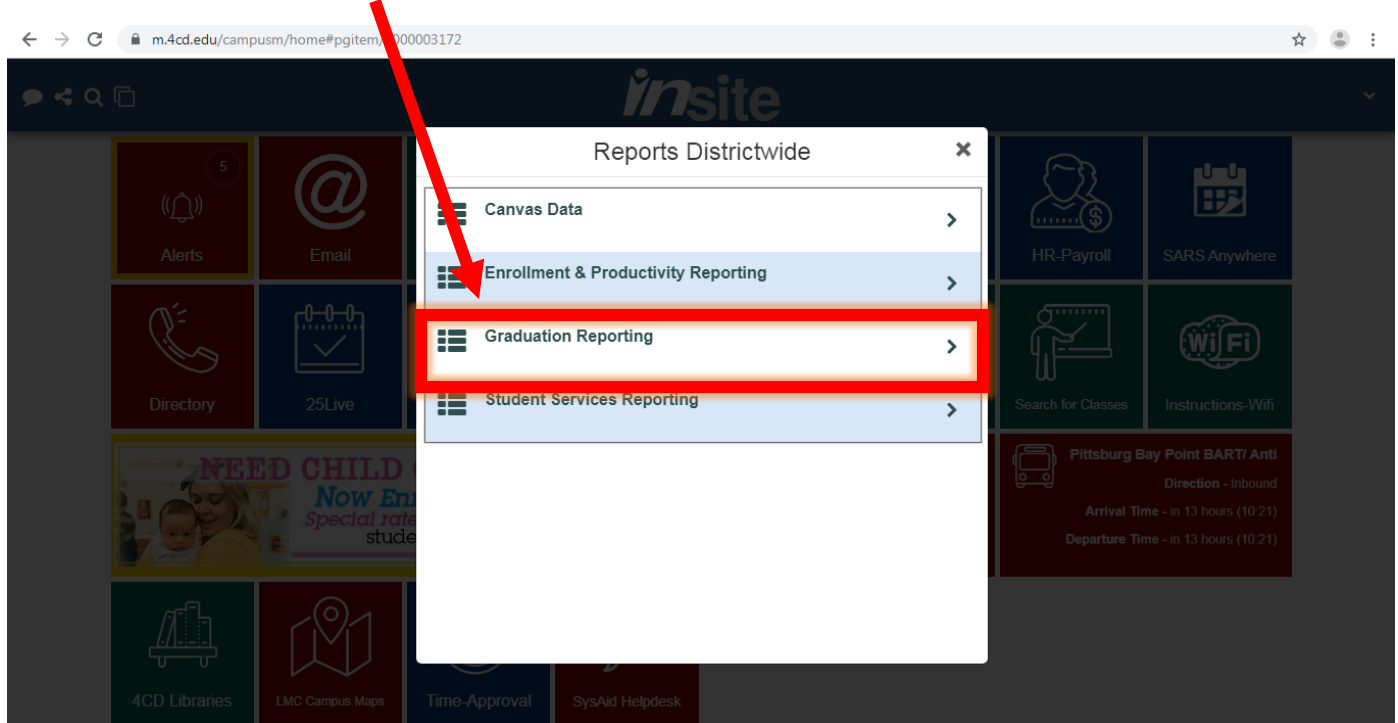 m.4cd.edu/campusm/home#pgitem/
000003172
insite
Reports Districtwide
Canvas Data
Enrollment & Productivity Reporting
Graduation Reporting
Student Services Reporting
5
Alerts
Email
HR-Payroll
SARS Anywhere
Directory
25Live
Search for Classes
WiFi
Instructions-Wifi
NEED CHILD
Now
Special
Pittsburg Bay Point BART/ Anti
Direction - Inbound
Arrival Time - in 13 hours (10:21)
Departure Time - in 13 hours (10:21)
4CD Libraries
LMC Campus Maps
Time-Approval
SysAid Helpdesk